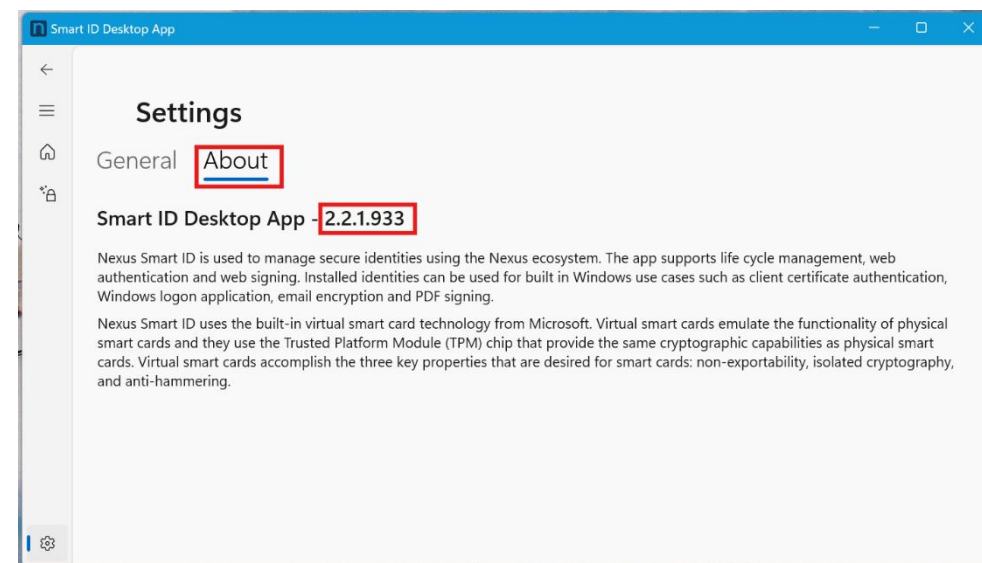 Smart ID Desktop App
Settings
General About
Smart ID Desktop App - 2.2.1.933
Nexus Smart ID is used to manage secure identities using the Nexus ecosystem. The app supports life cycle management, web
authentication and web signing. Installed identities can be used for built in Windows use cases such as client certificate authentication,
Windows logon application, email encryption and PDF signing.
Nexus Smart ID uses the built-in virtual smart card technology from Microsoft. Virtual smart cards emulate the functionality of physical
smart cards and they use the Trusted Platform Module (TPM) chip that provide the same cryptographic capabilities as physical smart
cards. Virtual smart cards accomplish the three key properties that are desired for smart cards: non-exportability, isolated cryptography,
and anti-hammering.